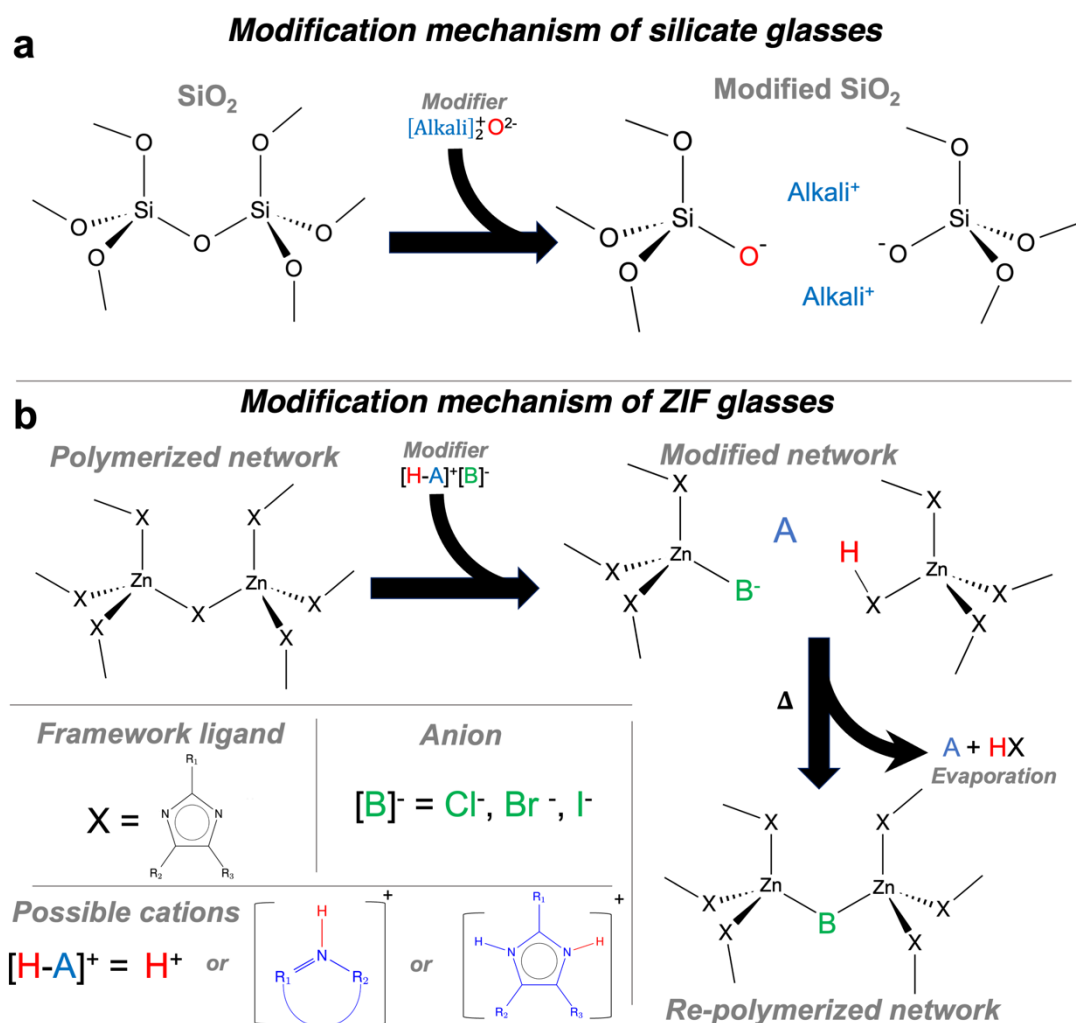 a
Modification mechanism of silicate glasses
SiO₂
Modifier
[Alkali]₂⁺O²⁻
Modified SiO₂
O
O
Si
Si
O
O
O
O
O
O
Si
O
O
O⁻
Alkali⁺
Alkali⁺
O
Si
⁻O
O
O
b
Modification mechanism of ZIF glasses
Polymerized network
Modifier
[H-A]⁺[B]⁻
Modified network
X
X
Zn
Zn
X
X
X
X
X
X
Zn
X
X
B⁻
A
H
X
X
Zn
X
X
Δ
A + HX
Evaporation
Framework ligand
X =
R₁
N
N
R₂
R₃
Anion
[B]⁻ = Cl⁻, Br⁻, I⁻
X
X
Zn
Zn
X
X
B
X
X
Re-polymerized network
Possible cations
[H-A]⁺ = H⁺ or
H
N
R₁
R₂
+
or
R₁
H
N
N
H
R₂
R₃
+